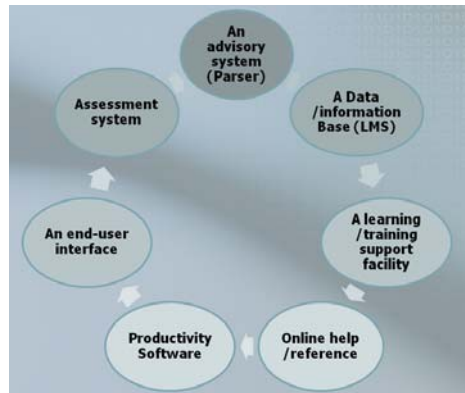 An
advisory
system
(Parser)
A Data
/information
Base (LMS)
A learning
/training
support
facility
Online help
/reference
Productivity
Software
An end-user
interface
Assessment
system